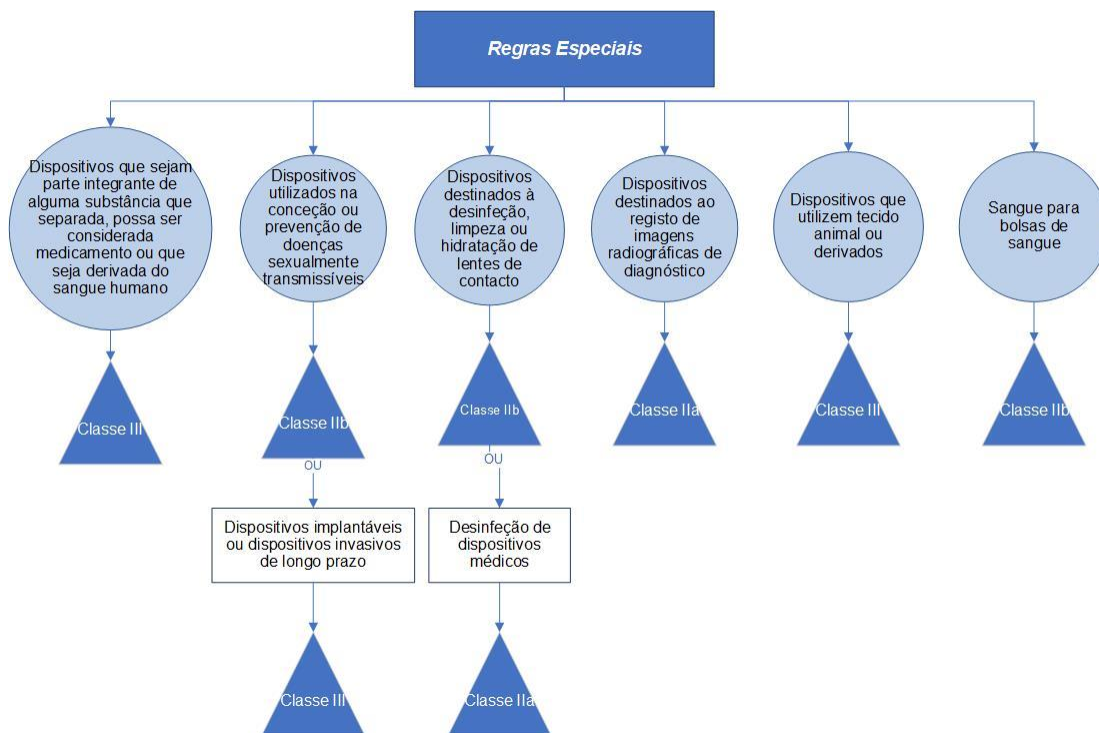 Regras Especiais
Dispositivos que sejam
parte integrante de
alguma substância que
separada, possa ser
considerada
medicamento ou que
seja derivada do
sangue humano
Dispositivos
utilizados na
conceção ou
prevenção de
doenças
sexualmente
transmissíveis
Dispositivos
destinados à
desinfeção,
limpeza ou
hidratação de
lentes de
contacto
Dispositivos
destinados ao
registo de
imagens
radiográficas de
diagnóstico
Dispositivos que
utilizem tecido
animal ou
derivados
Sangue para
bolsas de
sangue
Classe III
Classe IIb
Classe IIb
Classe IIa
Classe III
Classe IIb
OU
OU
Dispositivos implantáveis
ou dispositivos invasivos
de longo prazo
Desinfeção de
dispositivos
médicos
Classe III
Classe IIa